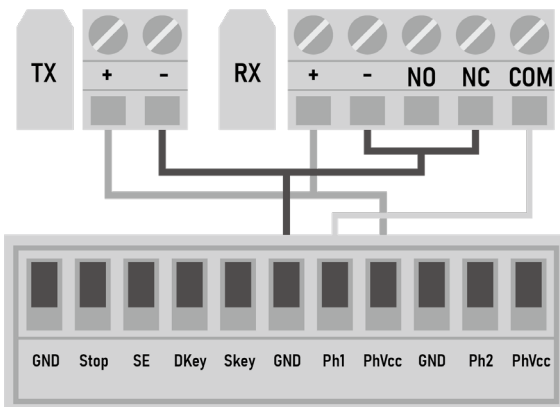 TX + - RX + - NO NC COM
GND Stop SE DKey Skey GND Ph1 PhVcc GND Ph2 PhVcc